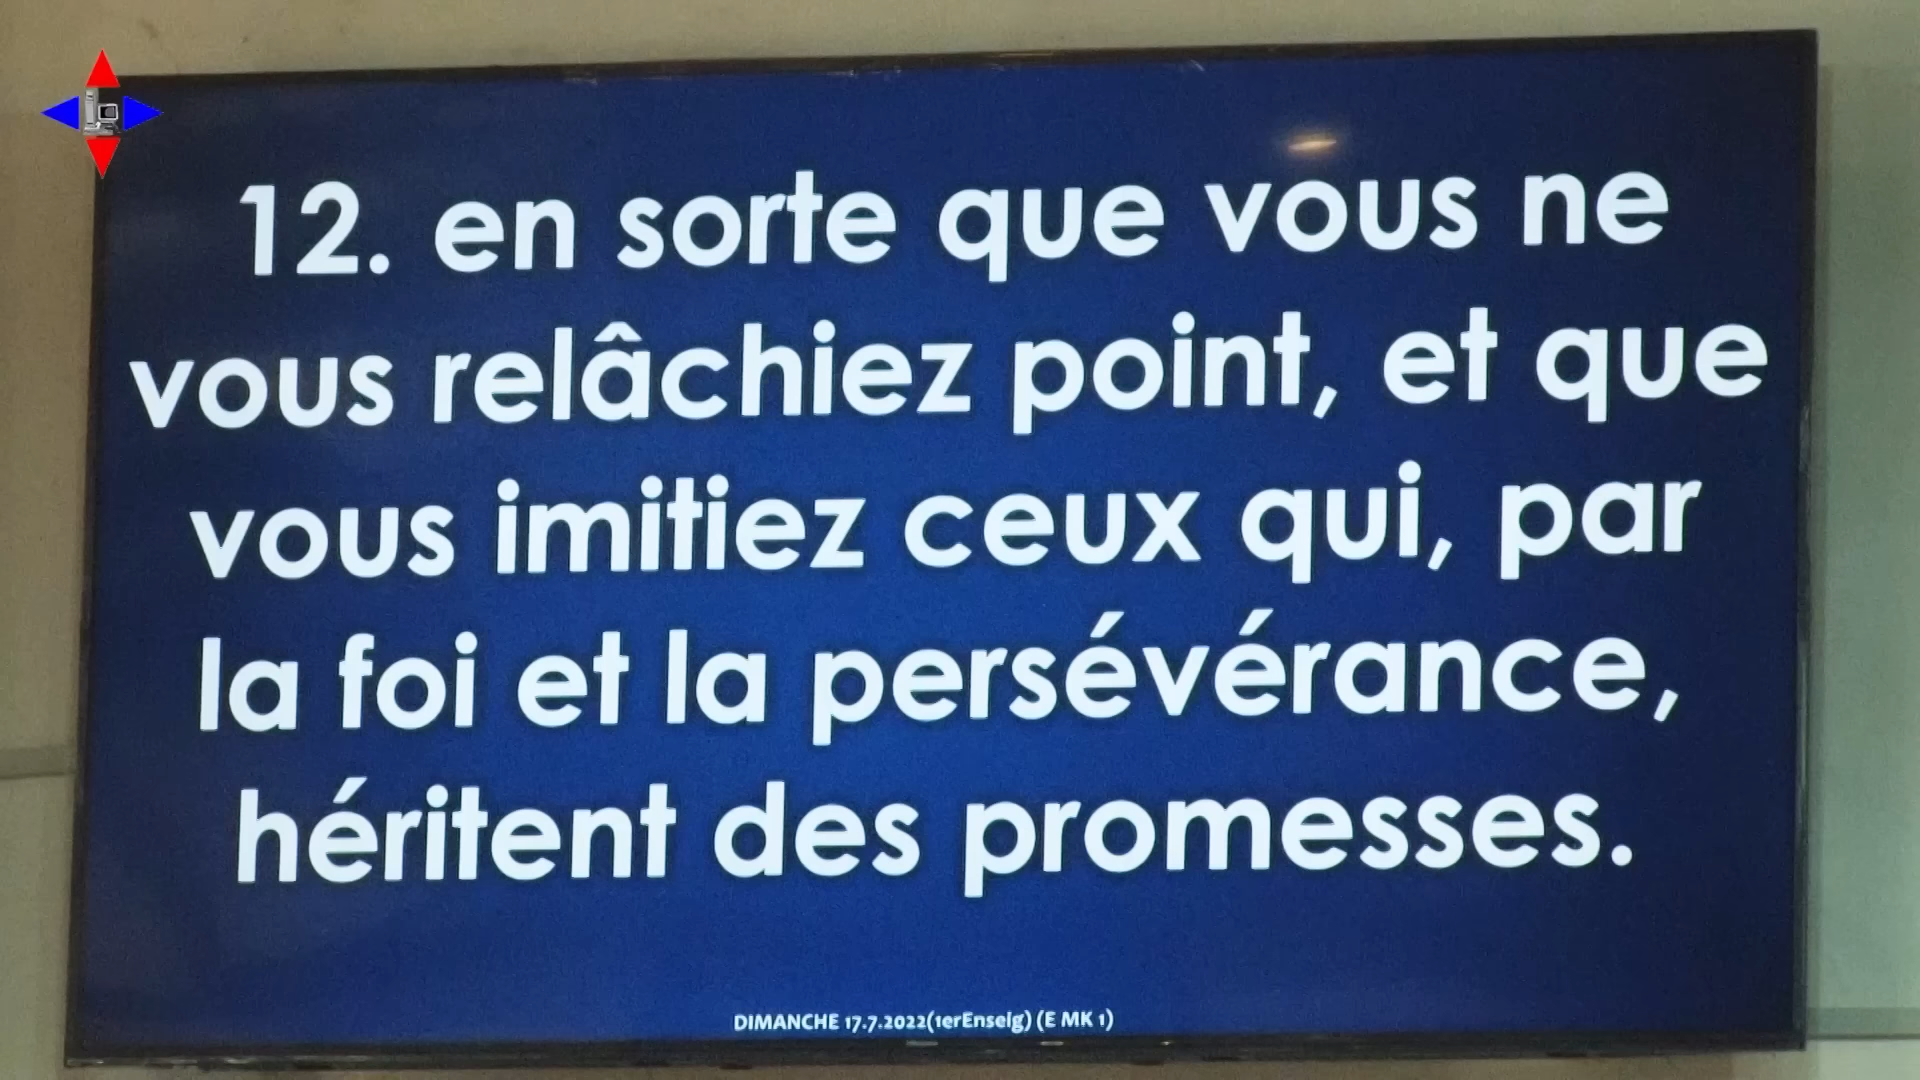 12. en sorte que vous ne
vous relâchiez point, et que
vous imitiez ceux qui, par
la foi et la persévérance,
héritent des promesses.
DIMANCHE 17.7.2022(1erEnseig) (E MK 1)